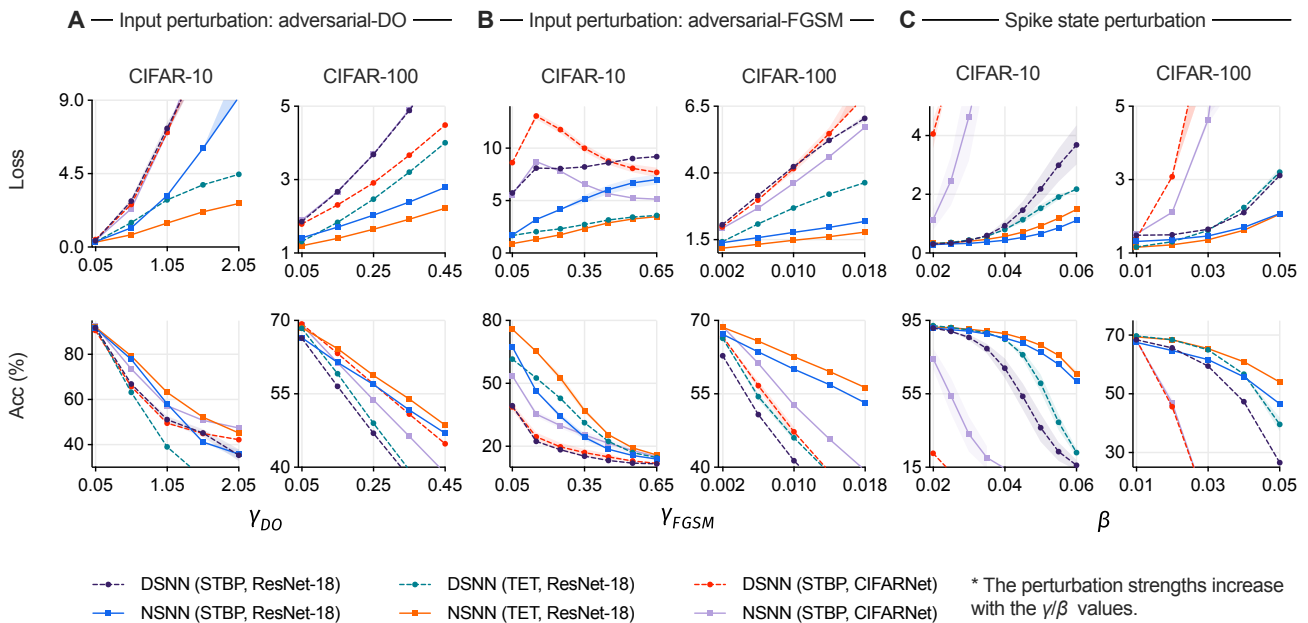 A Input perturbation: adversarial-DO
B Input perturbation: adversarial-FGSM
C Spike state perturbation
CIFAR-10 CIFAR-100 CIFAR-10 CIFAR-100 CIFAR-10 CIFAR-100
Loss
9.0
4.5
0.0
0.05 1.05 2.05
5
3
1
0.05 0.25 0.45
10
5
0
0.05 0.35 0.65
6.5
4.0
1.5
0.002 0.010 0.018
4
2
0
0.02 0.04 0.06
5
3
1
0.01 0.03 0.05
Acc (%)
80
60
40
0.05 1.05 2.05
70
55
40
0.05 0.25 0.45
80
50
20
0.05 0.35 0.65
70
55
40
0.002 0.010 0.018
95
55
15
0.02 0.04 0.06
70
50
30
0.01 0.03 0.05
γDO γFGSM β
DSNN (STBP, ResNet-18) DSNN (TET, ResNet-18) DSNN (STBP, CIFARNet)
NSNN (STBP, ResNet-18) NSNN (TET, ResNet-18) NSNN (STBP, CIFARNet)
* The perturbation strengths increase
with the γ/β values.